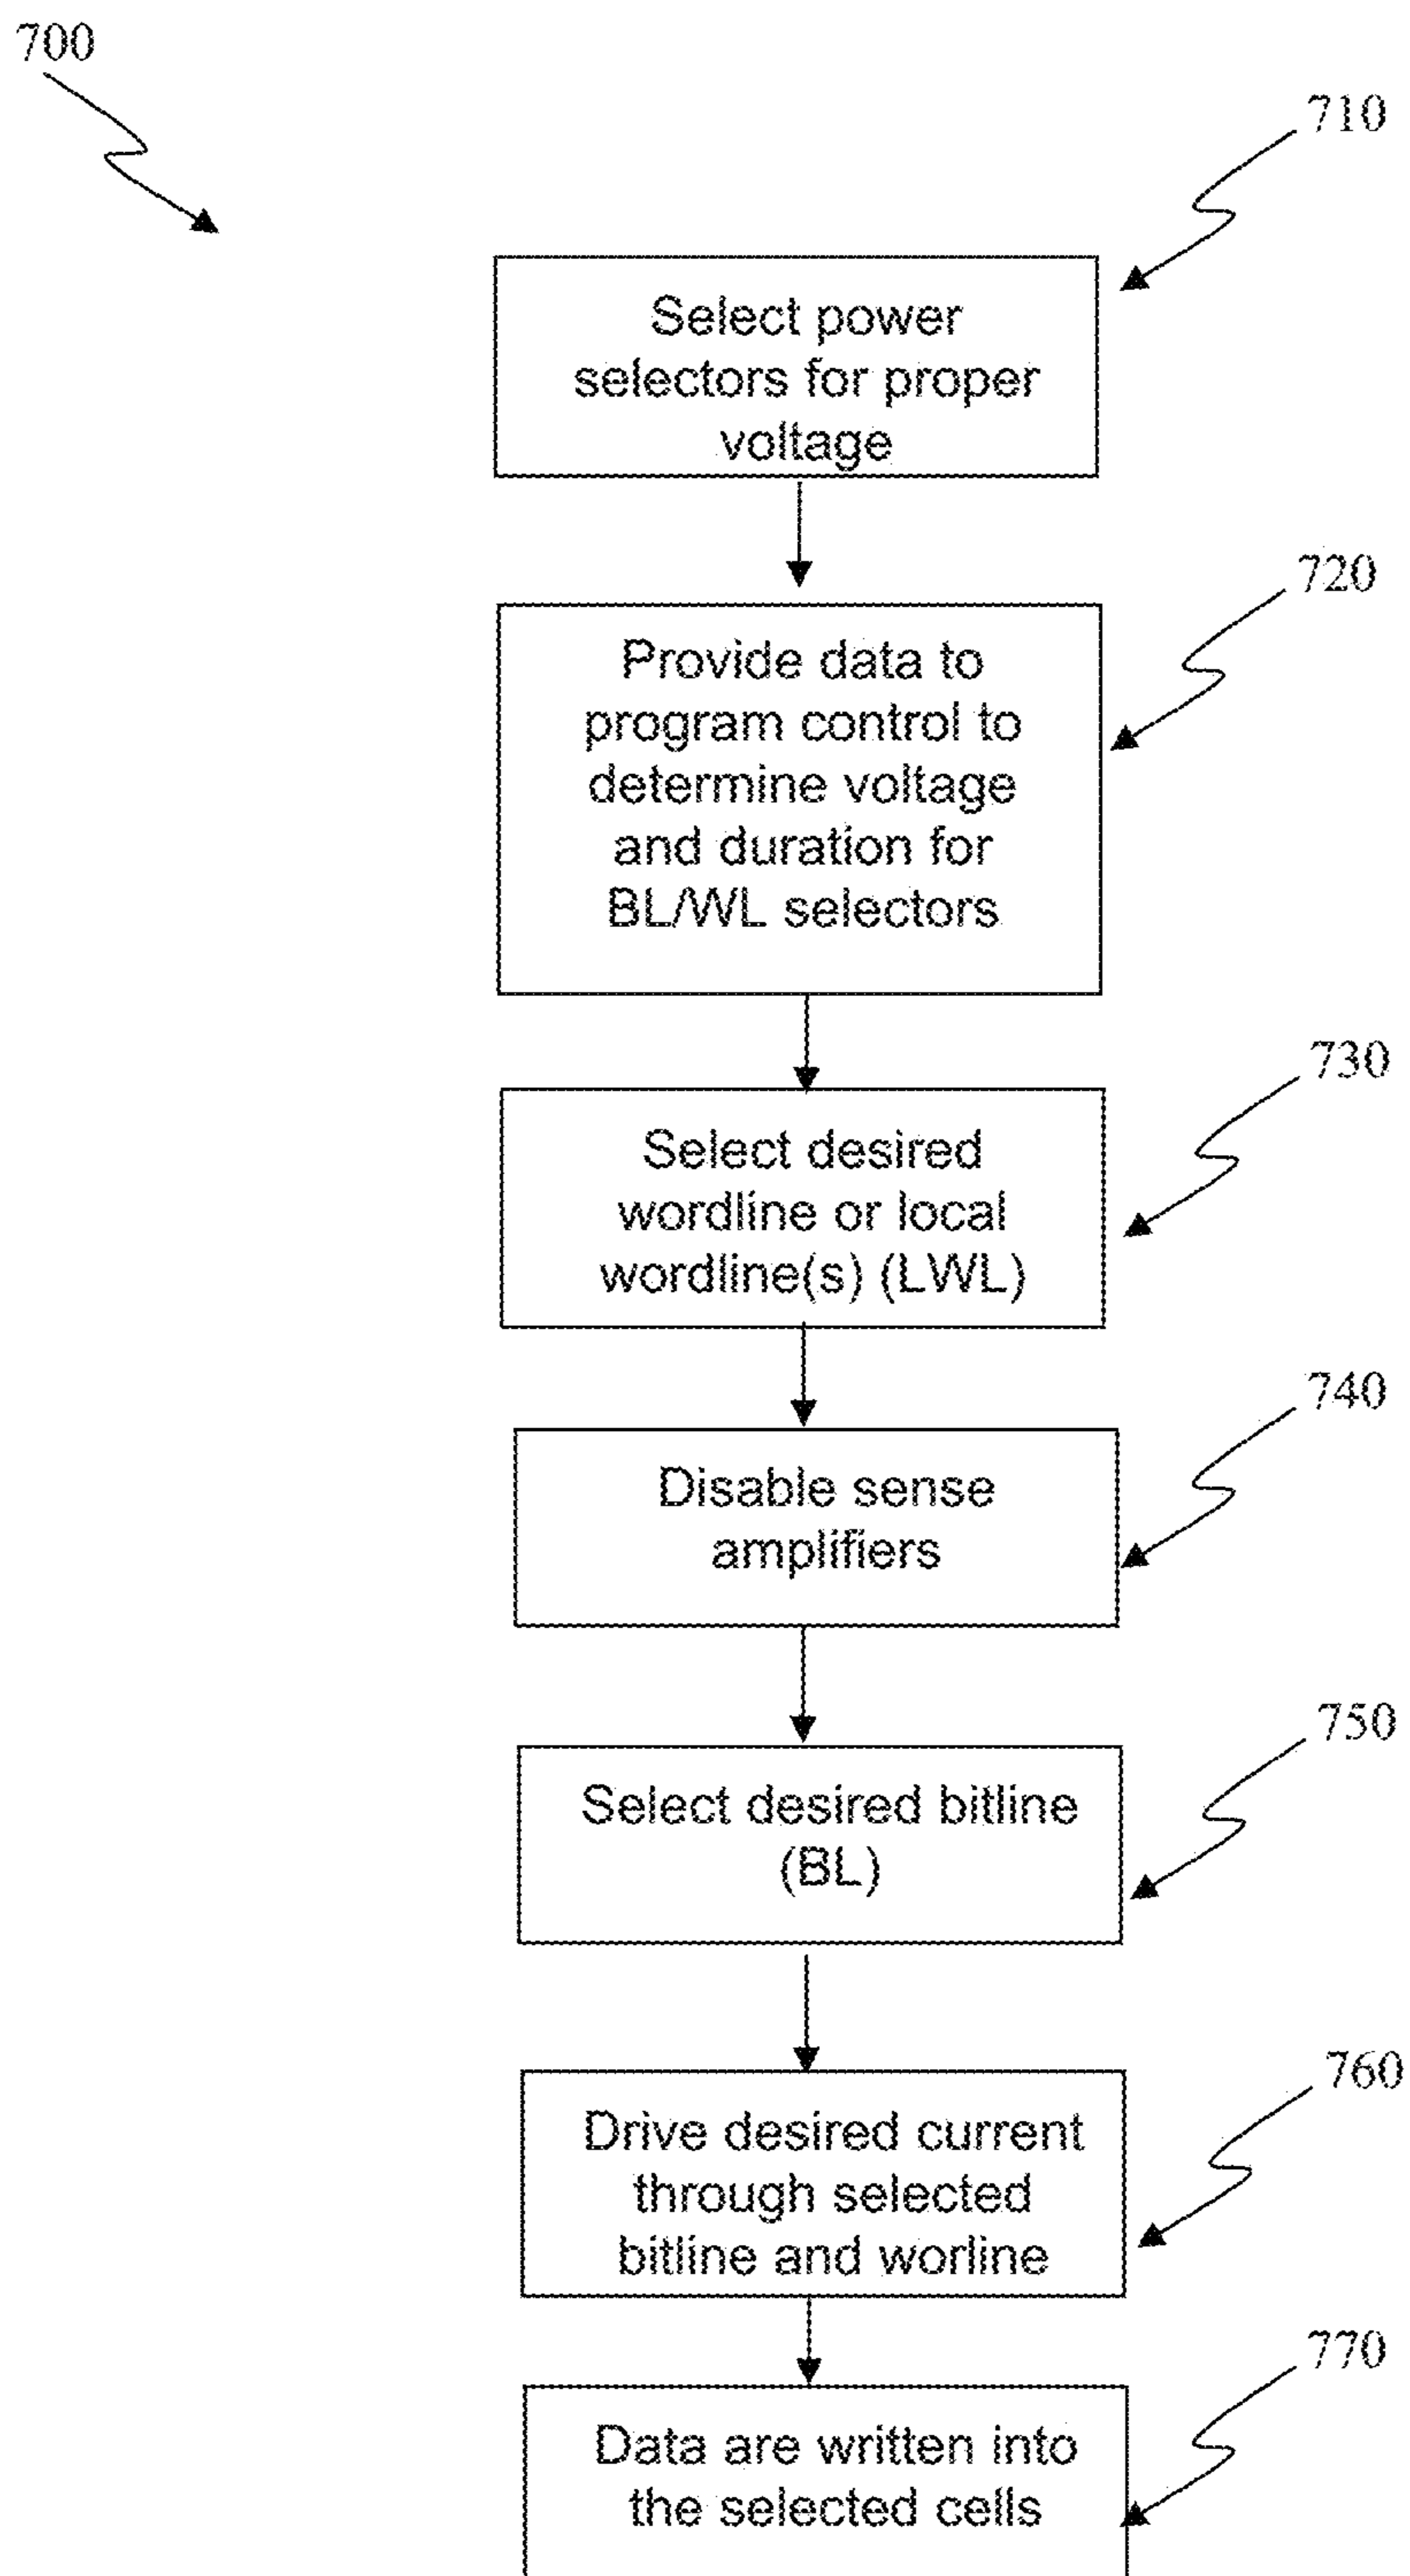 700
710
Select power
selectors for proper
voltage
720
Provide data to
program control to
determine voltage
and duration for
BL/WL selectors
730
Select desired
wordline or local
wordline(s) (LWL)
740
Disable sense
amplifiers
750
Select desired bitline
(BL)
760
Drive desired current
through selected
bitline and worline
770
Data are written into
the selected cells